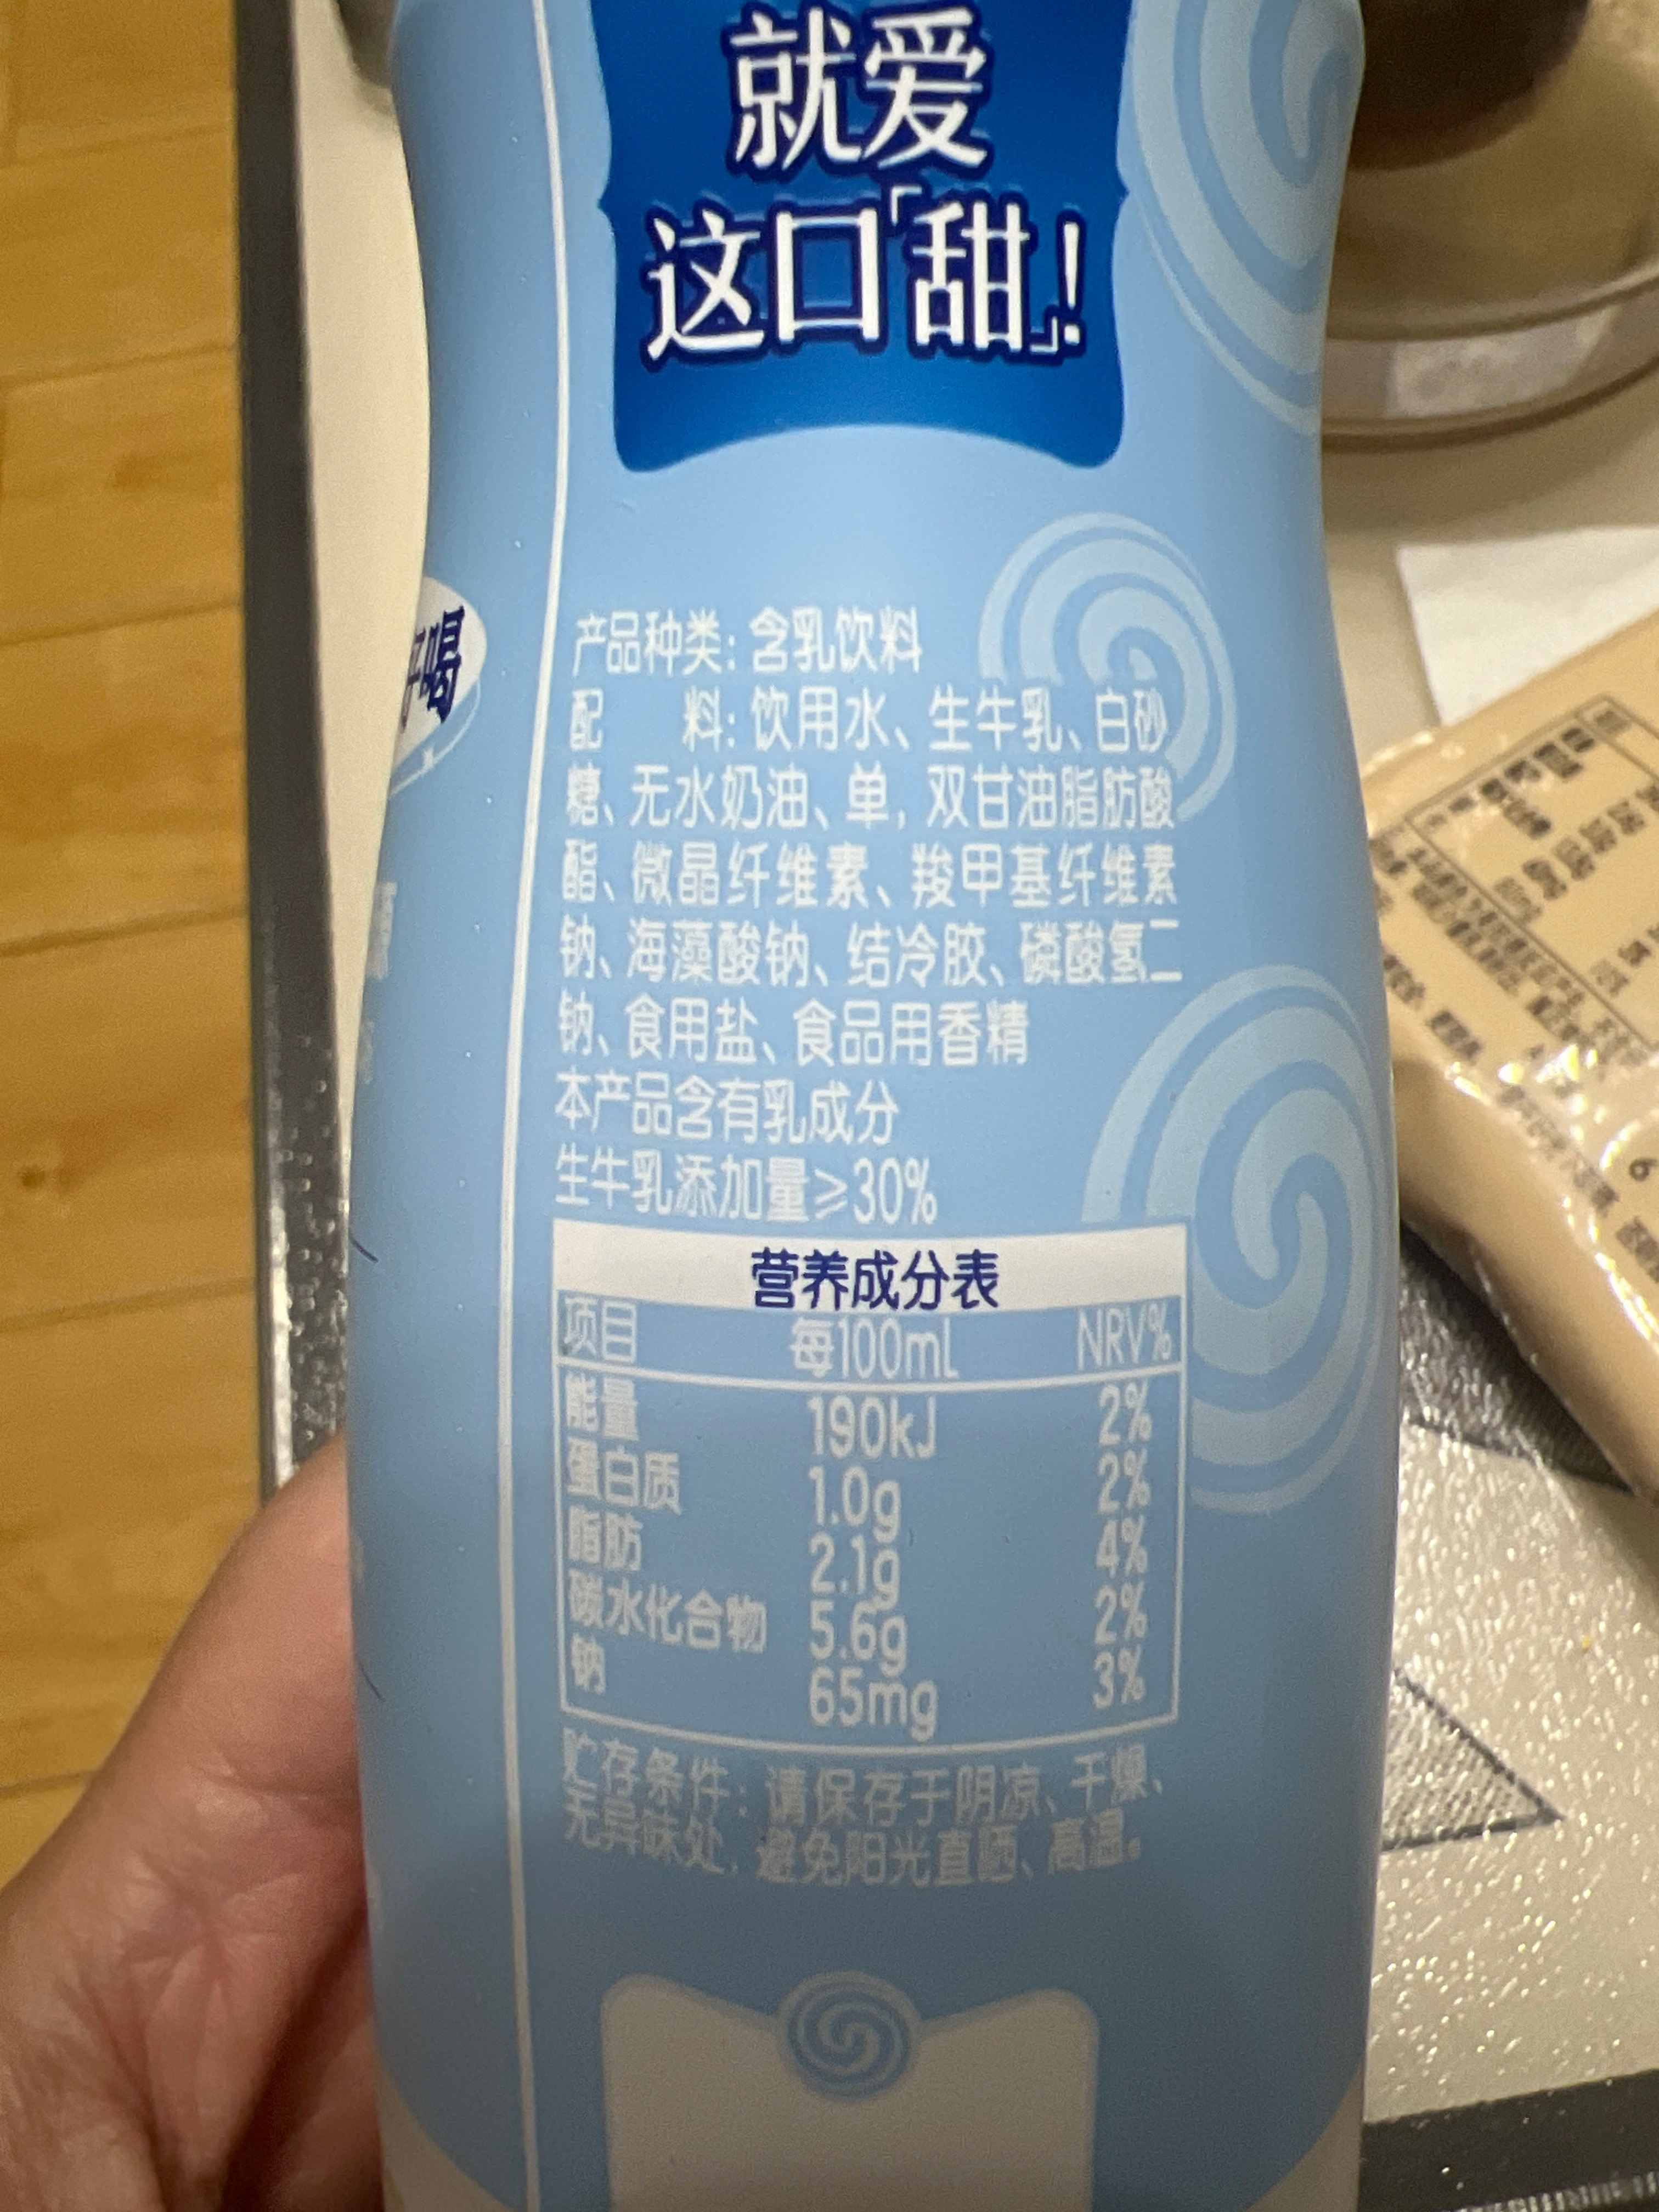 就爱
这口「甜」!
喝
产品种类: 含乳饮料
配 料: 饮用水、生牛乳、白砂
糖、无水奶油、单, 双甘油脂肪酸
酯、微晶纤维素、羧甲基纤维素
钠、海藻酸钠、结冷胶、磷酸氢二
钠、食用盐、食品用香精
本产品含有乳成分
生牛乳添加量≥30%
营养成分表
项目 每100mL NRV%
能量 190kJ 2%
蛋白质 1.0g 2%
脂肪 2.1g 4%
碳水化合物 5.6g 2%
钠 65mg 3%
贮存条件: 请保存于阴凉、干燥、
无异味处, 避免阳光直晒、高温。